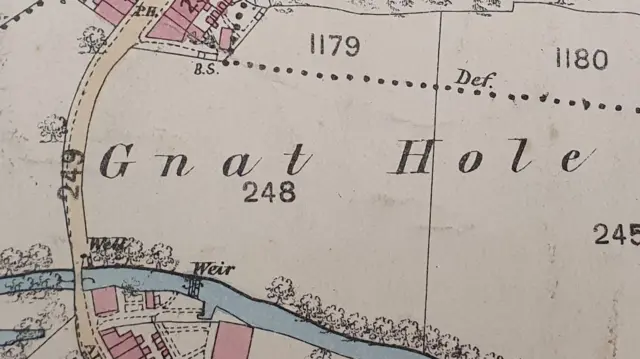 P.H.
1179
1180
B.S.
Def.
Gnat Hole
249
248
245
Well
Weir